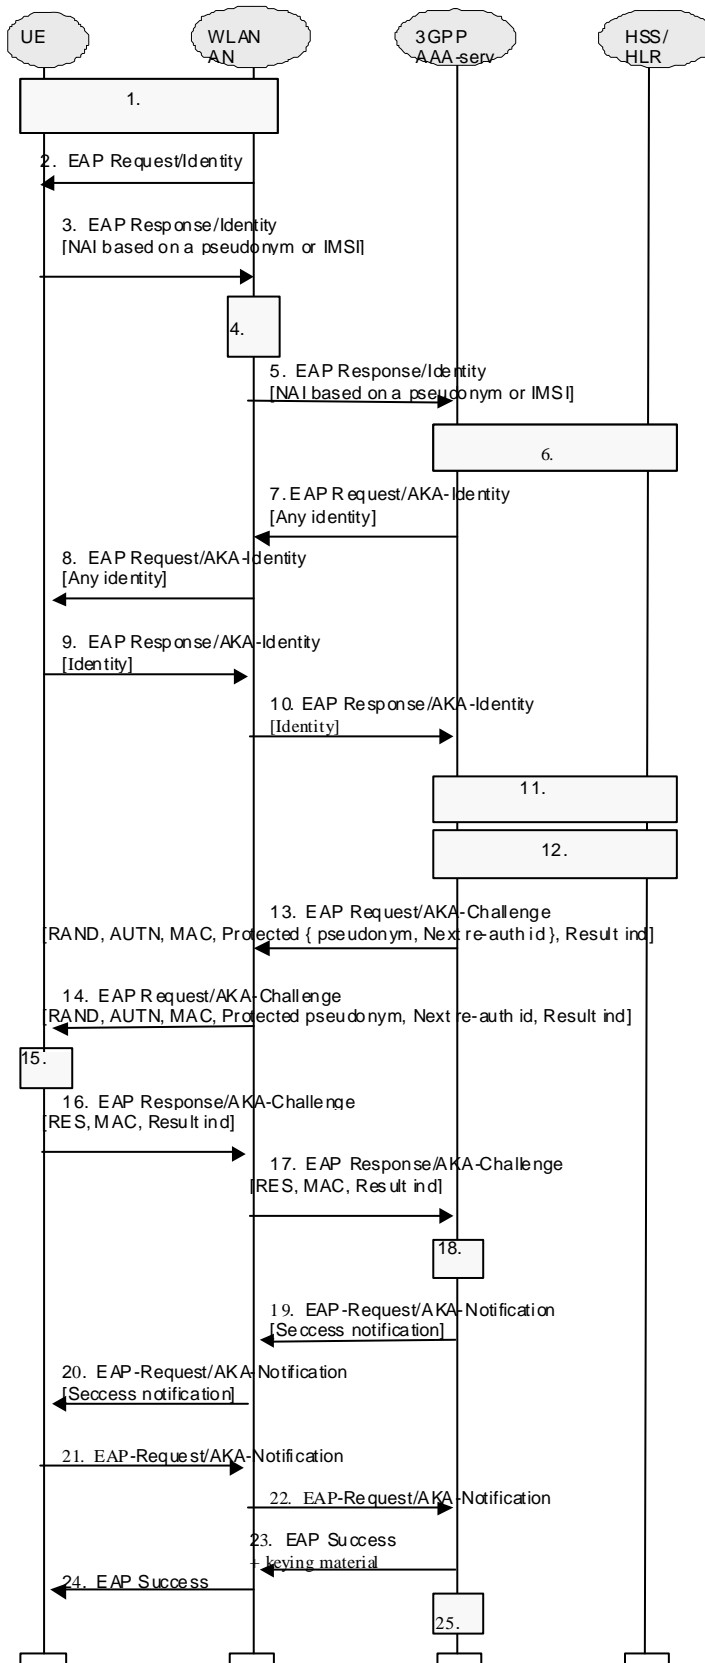 UE
WLAN
AN
3GPP
AAA-serv
HSS/
HLR
1.
2. EAP Request/Identity
3. EAP Response/Identity
[NAI based on a pseudonym or IMSI]
4.
5. EAP Response/Identity
[NAI based on a pseudonym or IMSI]
6.
7. EAP Request/AKA-Identity
[Any identity]
8. EAP Request/AKA-Identity
[Any identity]
9. EAP Response/AKA-Identity
[Identity]
10. EAP Response/AKA-Identity
[Identity]
11.
12.
13. EAP Request/AKA-Challenge
[RAND, AUTN, MAC, Protected { pseudonym, Next re-auth id }, Result ind]
14. EAP Request/AKA-Challenge
[RAND, AUTN, MAC, Protected pseudonym, Next re-auth id, Result ind]
15.
16. EAP Response/AKA-Challenge
[RES, MAC, Result ind]
17. EAP Response/AKA-Challenge
[RES, MAC, Result ind]
18.
19. EAP-Request/AKA-Notification
[Seccess notification]
20. EAP-Request/AKA-Notification
[Seccess notification]
21. EAP-Request/AKA-Notification
22. EAP-Request/AKA-Notification
23. EAP Success
+ keying material
24. EAP Success
25.